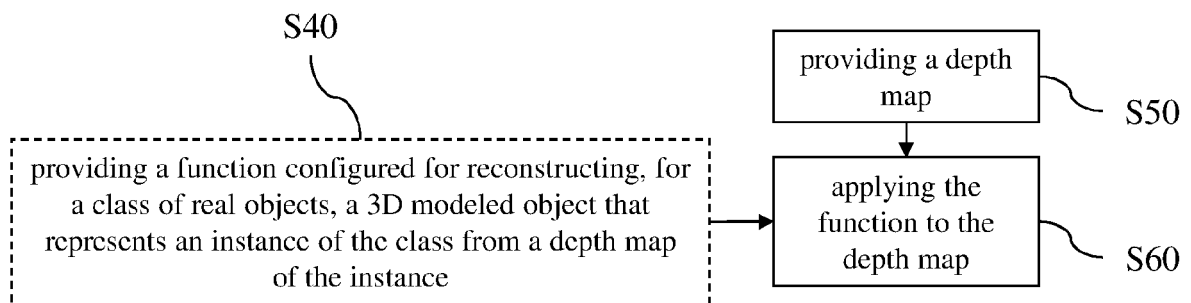 S40
providing a function configured for reconstructing, for
a class of real objects, a 3D modeled object that
represents an instance of the class from a depth map
of the instance
providing a depth
map
S50
applying the
function to the
depth map
S60